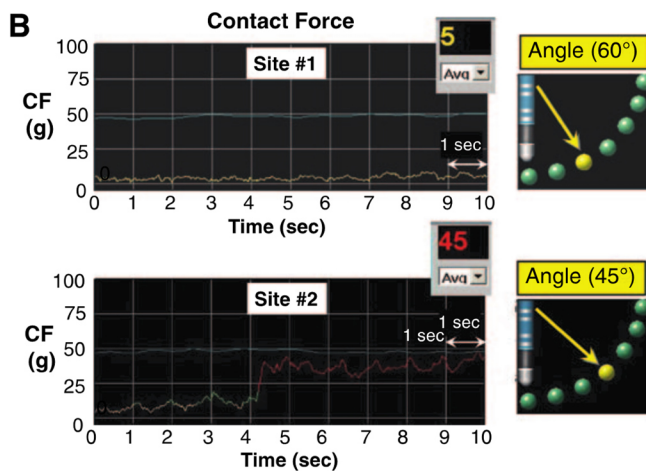 B
Contact Force
5
Avg
Angle (60°)
CF
(g)
100
75
50
25
0
0
Site #1
1 sec
0 1 2 3 4 5 6 7 8 9 10
Time (sec)
45
Avg
Angle (45°)
CF
(g)
100
75
50
25
0
0
Site #2
1 sec
1 sec
0 1 2 3 4 5 6 7 8 9 10
Time (sec)